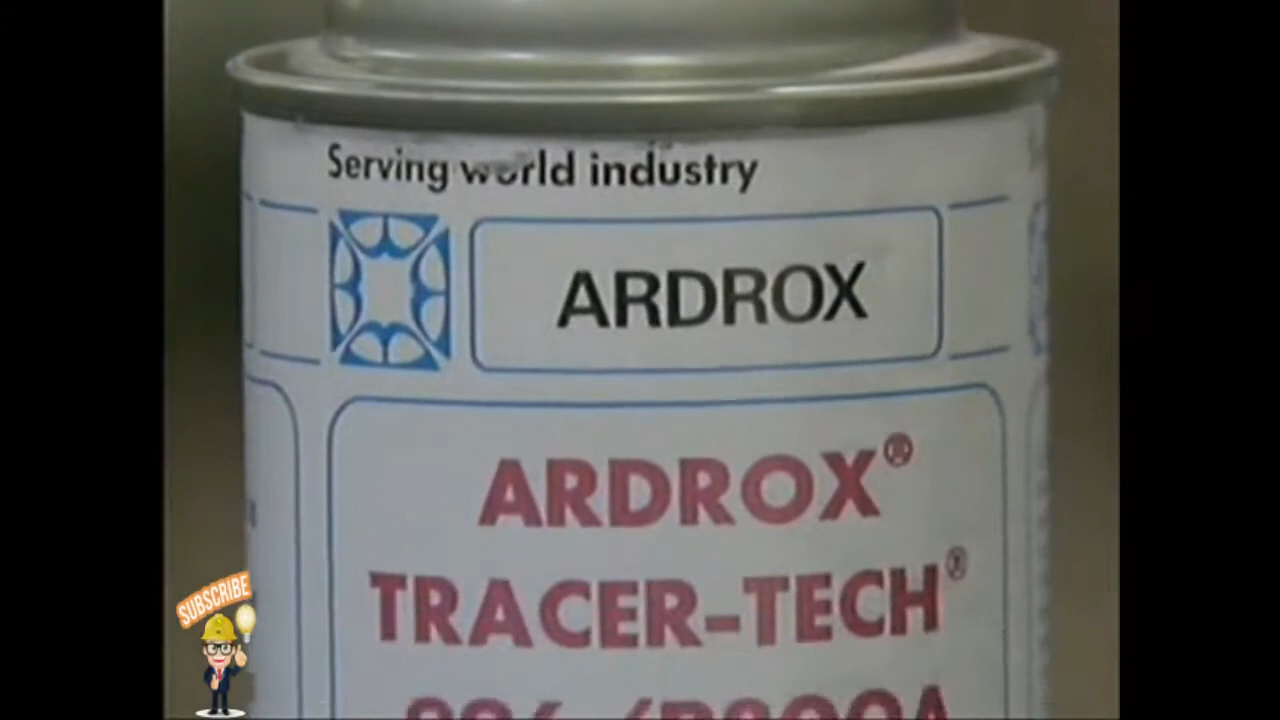 Serving world industry
ARDROX
ARDROX®
TRACER-TECH®
SUBSCRIBE